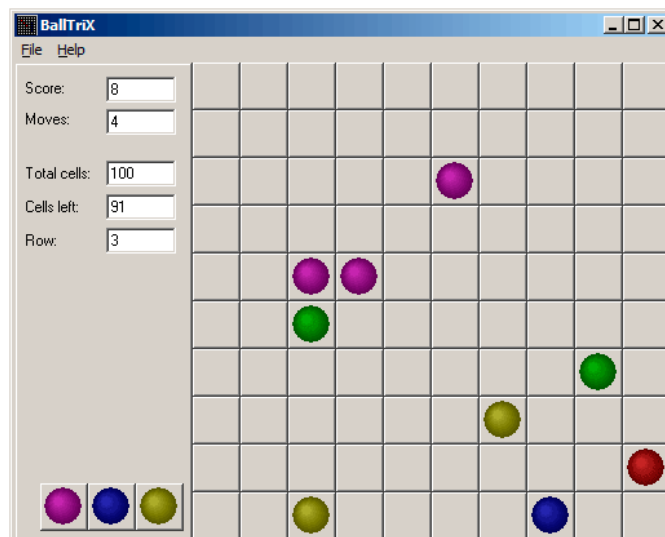 BallTriX
File Help
Score: 8
Moves: 4
Total cells: 100
Cells left: 91
Row: 3